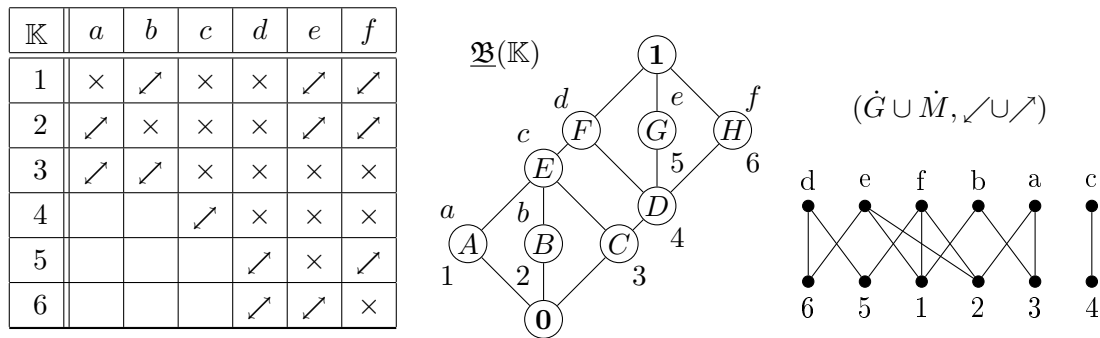 𝕂 a b c d e f
1 × ⤢ × × ⤢ ⤢
2 ⤢ × × × ⤢ ⤢
3 ⤢ ⤢ × × × ×
4 ⤢ × × ×
5 ⤢ × ⤢
6 ⤢ ⤢ ×
𝔅(𝕂)
1
d e f
F G H
c 5 6
E
a b D
A B C 4
1 2 3
0
(Ġ ∪ Ṁ, ↙∪↗)
d e f b a c
6 5 1 2 3 4